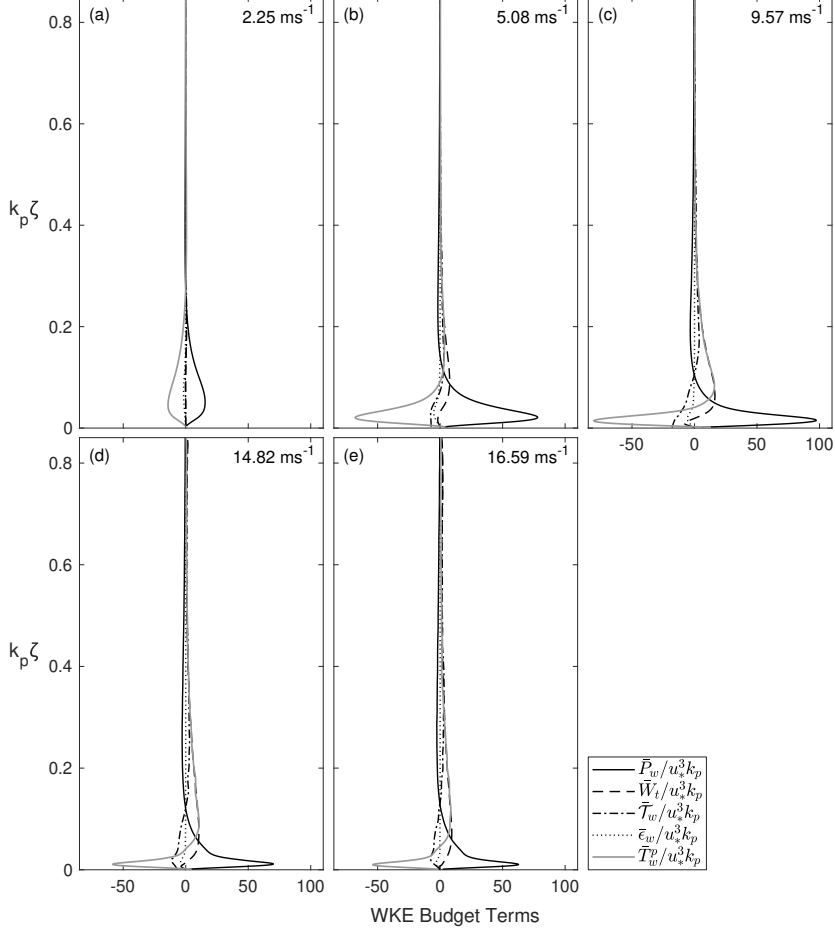 (a) 2.25 ms⁻¹
(b) 5.08 ms⁻¹
(c) 9.57 ms⁻¹
0.8
0.6
k_pζ
0.4
0.2
0
-50 0 50 100
(d) 14.82 ms⁻¹
(e) 16.59 ms⁻¹
0.8
0.6
k_pζ
0.4
0.2
0
-50 0 50 100
-50 0 50 100
WKE Budget Terms
P̄_w/u_*³k_p
W̄_t/u_*³k_p
𝒯̄_w/u_*³k_p
ϵ̄_w/u_*³k_p
T̄_w^p/u_*³k_p